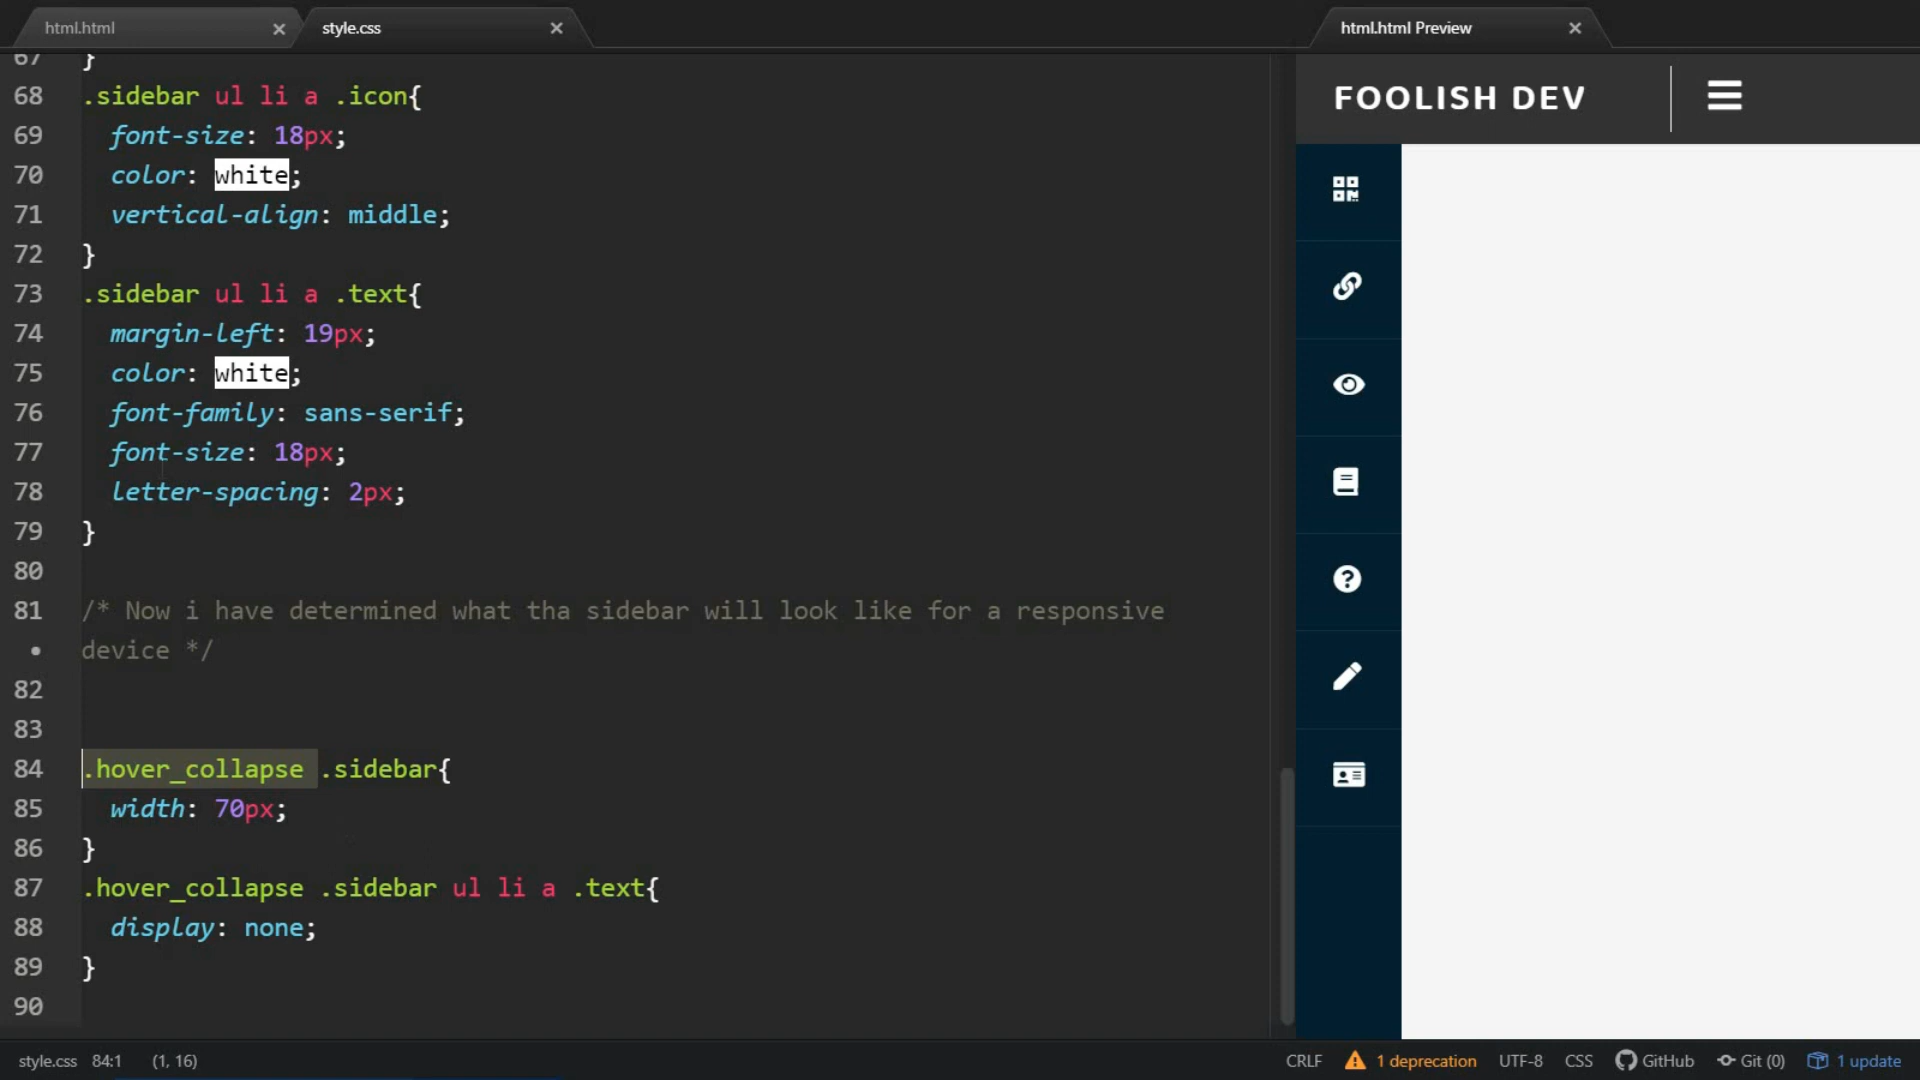 html.html
style.css
html.html Preview
67 }
68 .sidebar ul li a .icon{
69 font-size: 18px;
70 color: white;
71 vertical-align: middle;
72 }
73 .sidebar ul li a .text{
74 margin-left: 19px;
75 color: white;
76 font-family: sans-serif;
77 font-size: 18px;
78 letter-spacing: 2px;
79 }
80
81 /* Now i have determined what tha sidebar will look like for a responsive
• device */
82
83
84 .hover_collapse .sidebar{
85 width: 70px;
86 }
87 .hover_collapse .sidebar ul li a .text{
88 display: none;
89 }
90
FOOLISH DEV
style.css 84:1 (1, 16)
CRLF 1 deprecation UTF-8 CSS GitHub Git (0) 1 update